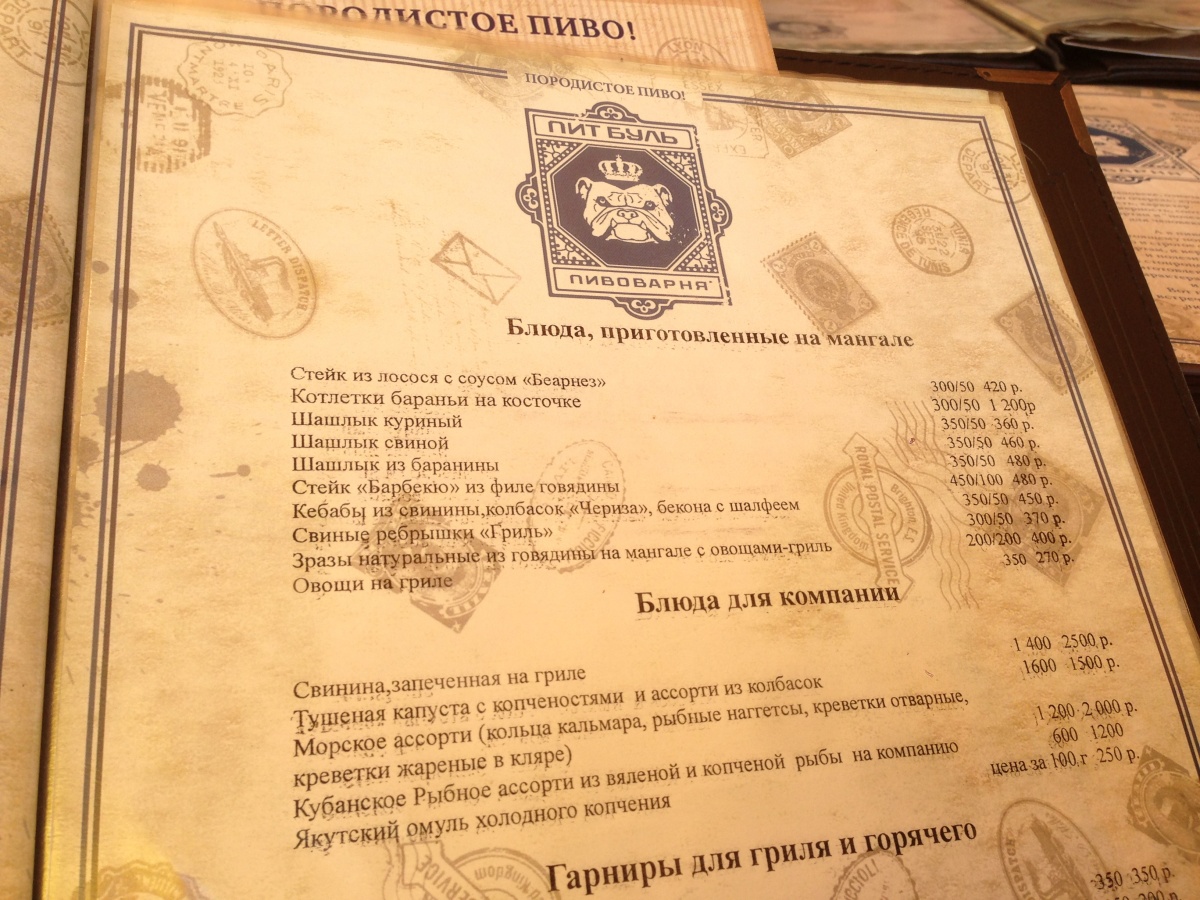 ПОРОДИСТОЕ ПИВО!
ПОРОДИСТОЕ ПИВО!
ПИТ БУЛЬ
ПИВОВАРНЯ
Блюда, приготовленные на мангале
Стейк из лосося с соусом «Беарнез» 300/50 420 р.
Котлетки бараньи на косточке 300/50 1 200р
Шашлык куриный 350/50 360 р.
Шашлык свиной 350/50 460 р.
Шашлык из баранины 350/50 480 р.
Стейк «Барбекю» из филе говядины 450/100 480 р.
Кебабы из свинины,колбасок «Чериза», бекона с шалфеем 350/50 450 р.
Свиные ребрышки «Гриль» 300/50 370 р.
Зразы натуральные из говядины на мангале с овощами-гриль 200/200 400 р.
Овощи на гриле 350 270 р.
Блюда для компании
Свинина,запеченная на гриле 1 400 2500 р.
Тушеная капуста с копченостями и ассорти из колбасок 1600 1500 р.
Морское ассорти (кольца кальмара, рыбные наггетсы, креветки отварные,
креветки жареные в кляре) 1 200 2 000 р.
Кубанское Рыбное ассорти из вяленой и копченой рыбы на компанию 600 1200
Якутский омуль холодного копчения цена за 100 г 250 р.
Гарниры для гриля и горячего
350 350 р.
LETTER DISPATCH
ROYAL POSTAL SERVICE
PARIS
MONTMARTRE
DEPART